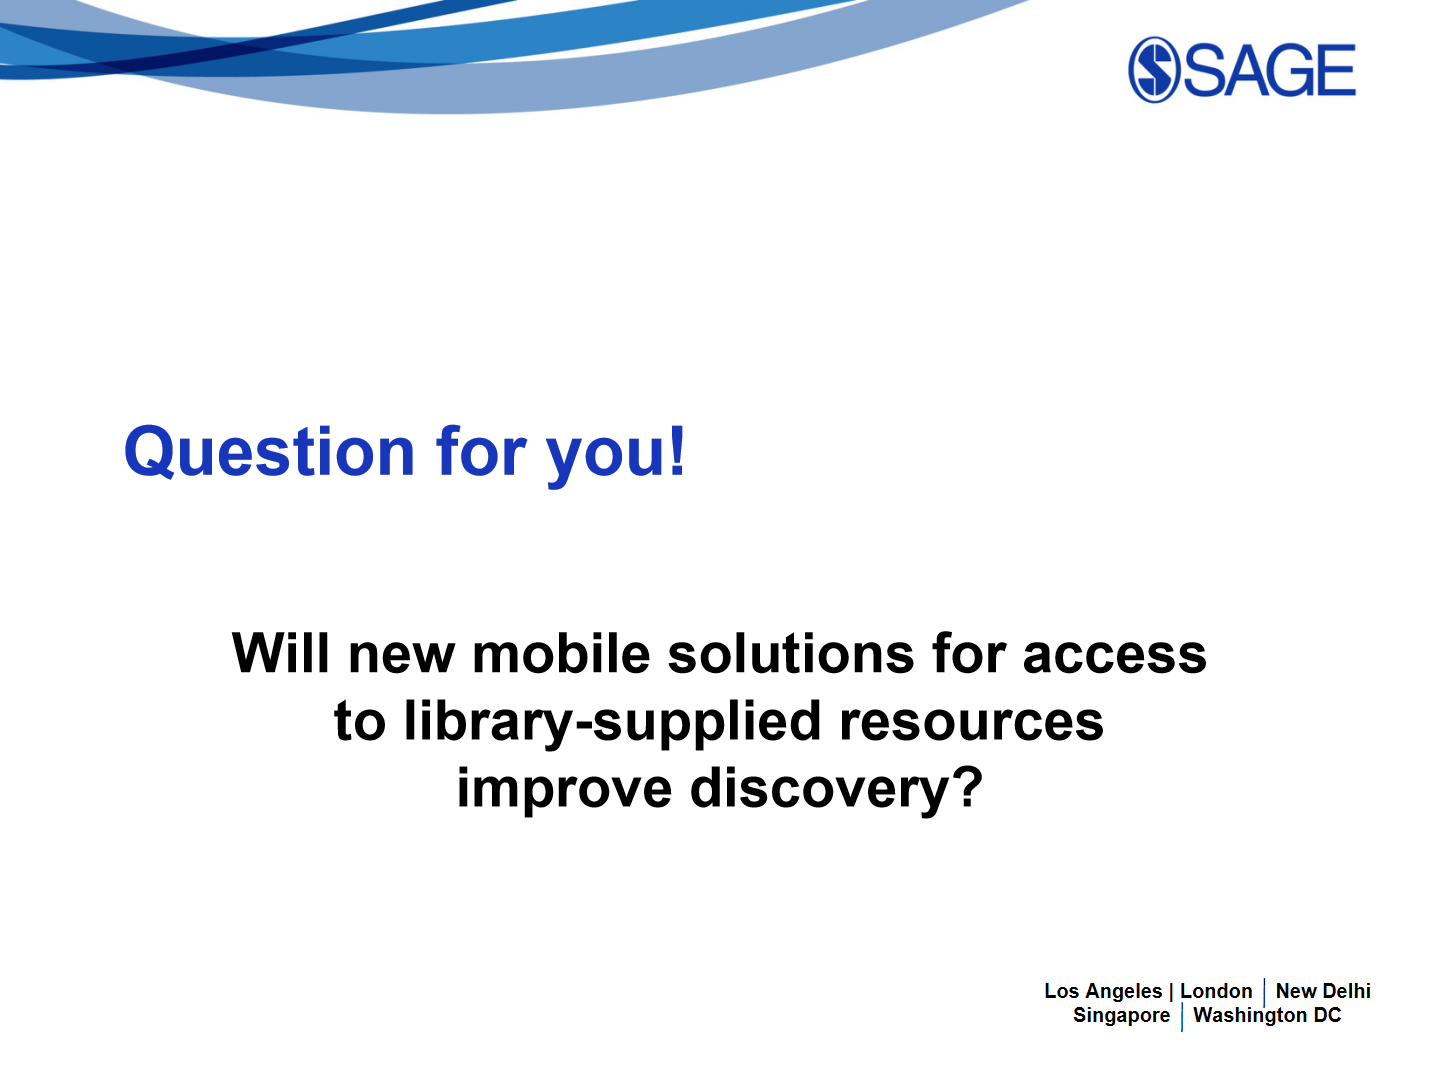 SAGE
Question for you!
Will new mobile solutions for access
to library-supplied resources
improve discovery?
Los Angeles | London | New Delhi
Singapore | Washington DC